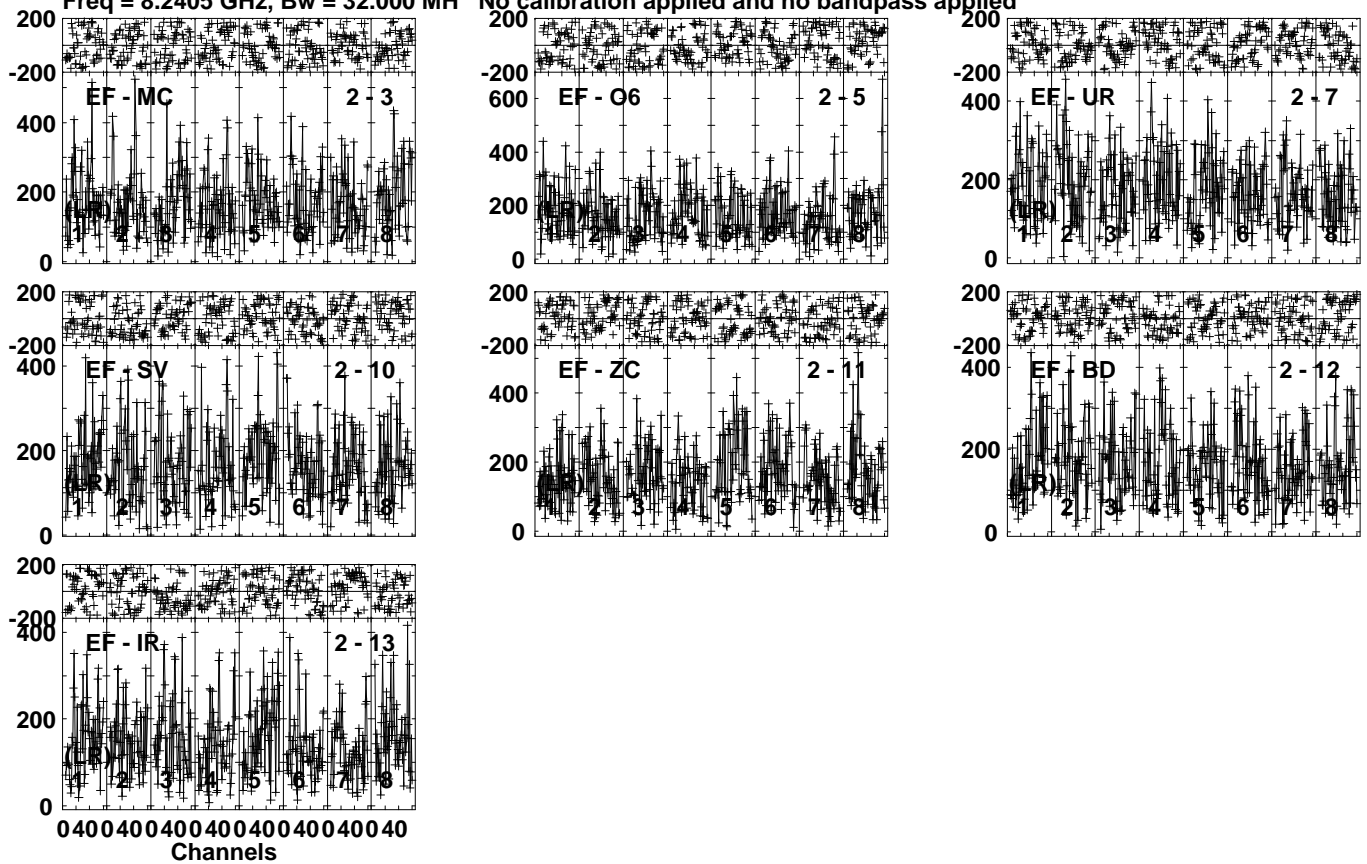 Freq = 8.2405 GHz, Bw = 32.000 MH No calibration applied and no bandpass applied
200
-200
EF - MC 2 - 3
400
200
(LR)
1 2 3 4 5 6 7 8
0
200
-200
600
EF - O6 2 - 5
400
200
(LR)
1 2 3 4 5 6 7 8
0
200
-200
400
EF - UR 2 - 7
200
(LR)
1 2 3 4 5 6 7 8
0
200
-200
400
EF - SV 2 - 10
200
(LR)
1 2 3 4 5 6 7 8
0
200
-200
EF - ZC 2 - 11
400
200
(LR)
1 2 3 4 5 6 7 8
0
200
-200
400
EF - BD 2 - 12
200
(LR)
1 2 3 4 5 6 7 8
0
200
-200
400
EF - IR 2 - 13
200
(LR)
1 2 3 4 5 6 7 8
0
0 40 0 40 0 40 0 40 0 40 0 40 0 40 0 40
Channels